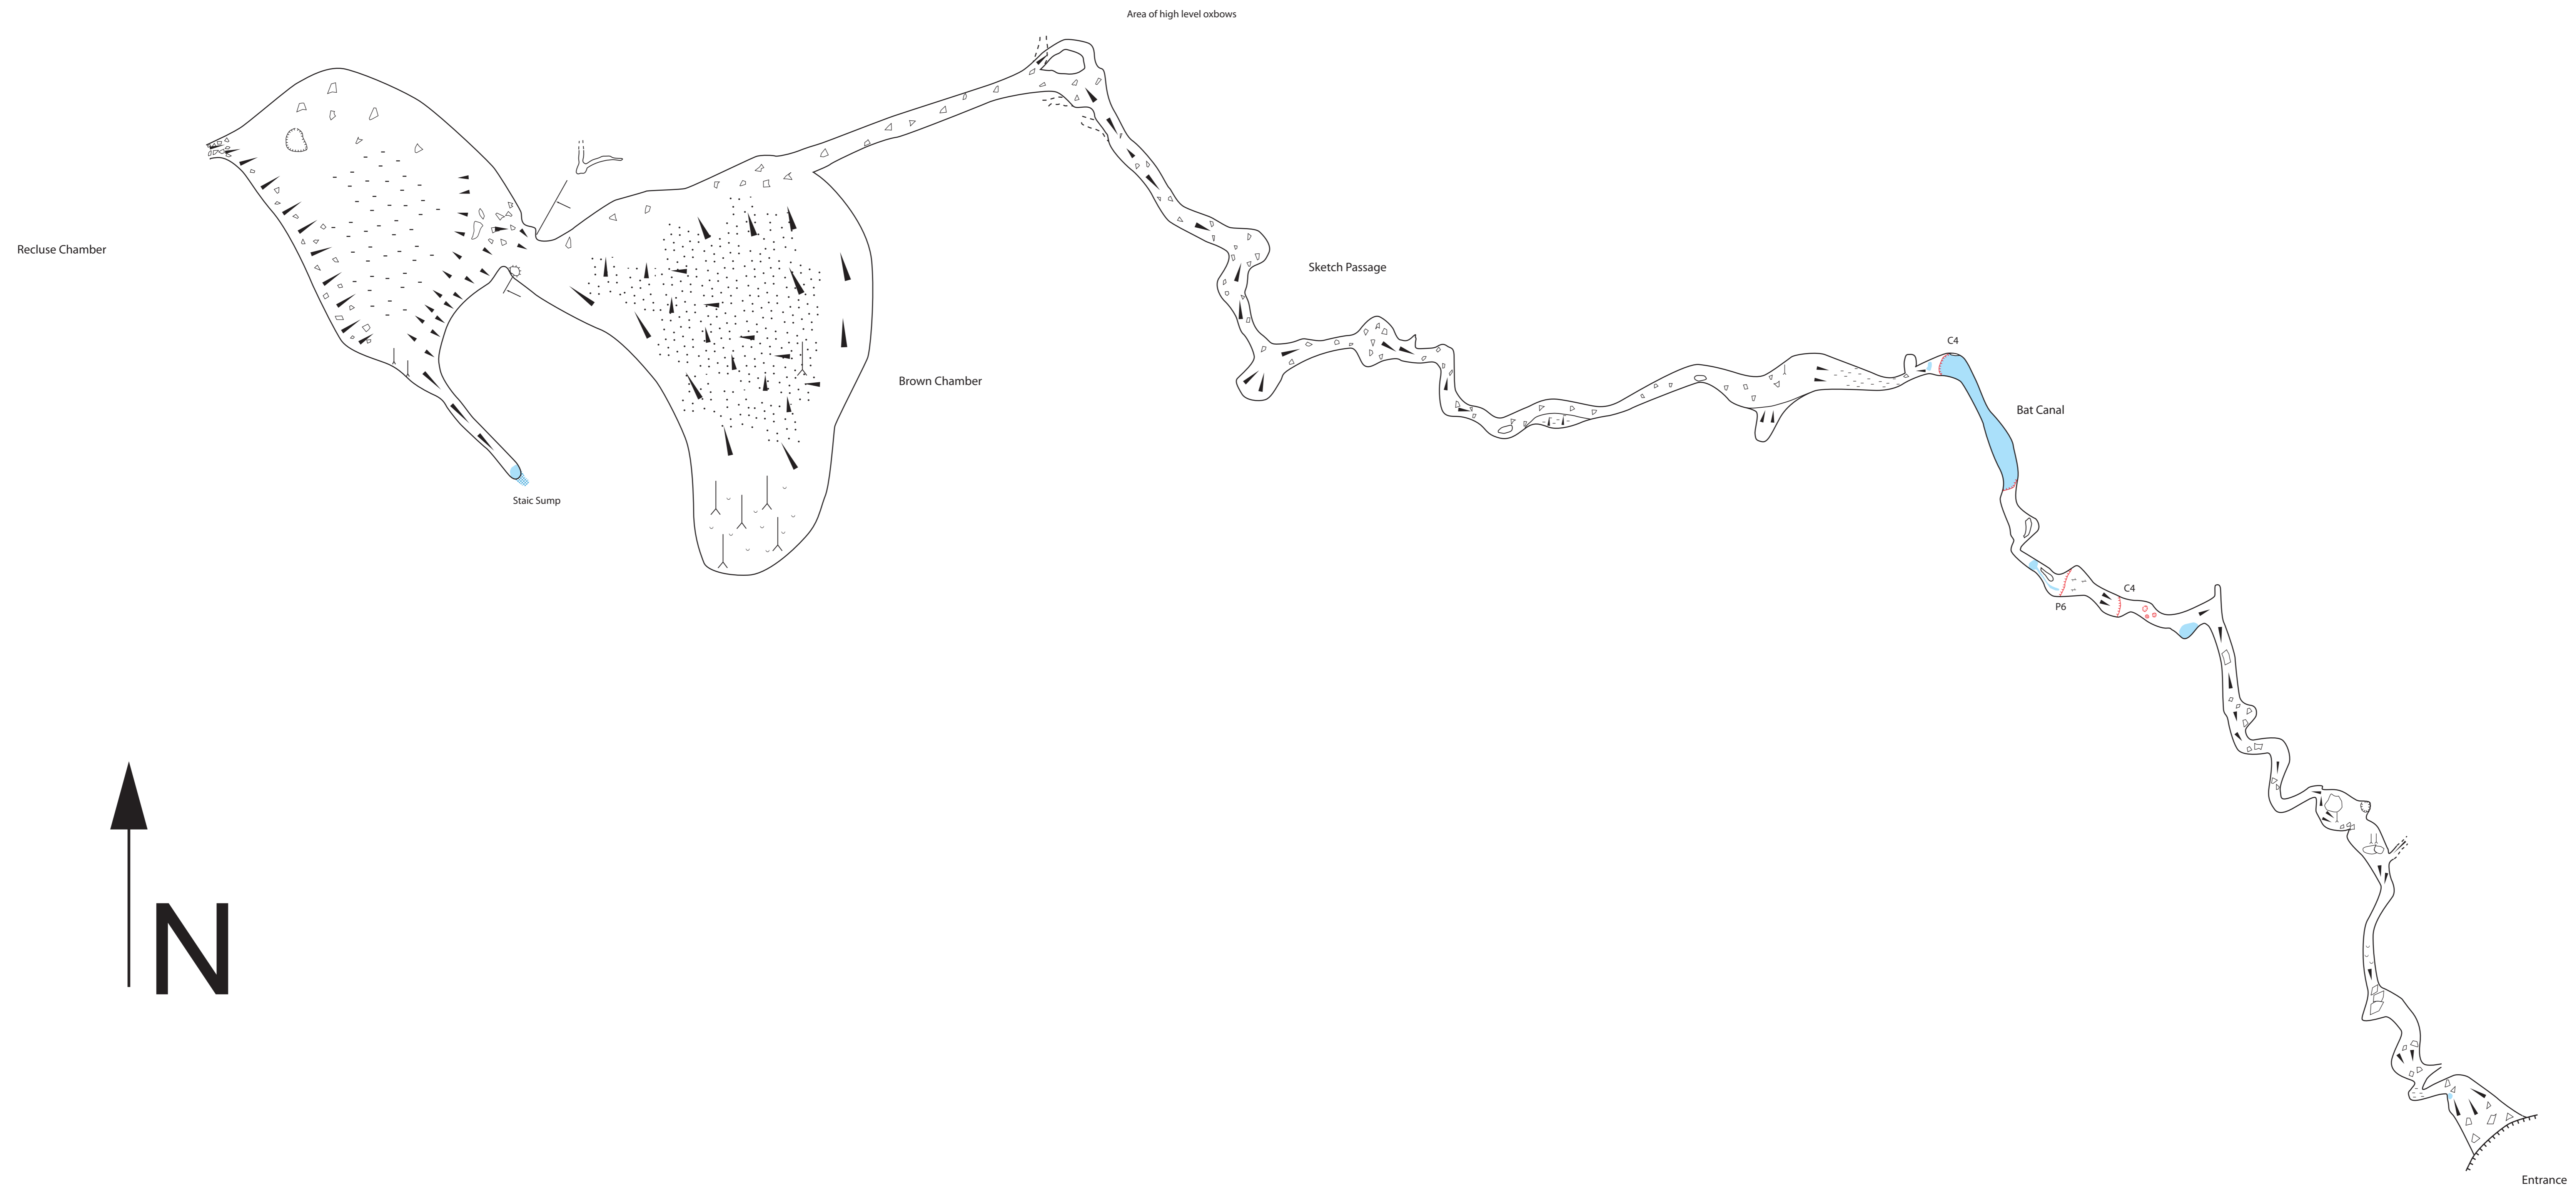 Area of high level oxbows
Recluse Chamber
Sketch Passage
C4
Brown Chamber
Bat Canal
Staic Sump
C4
P6
N
Entrance